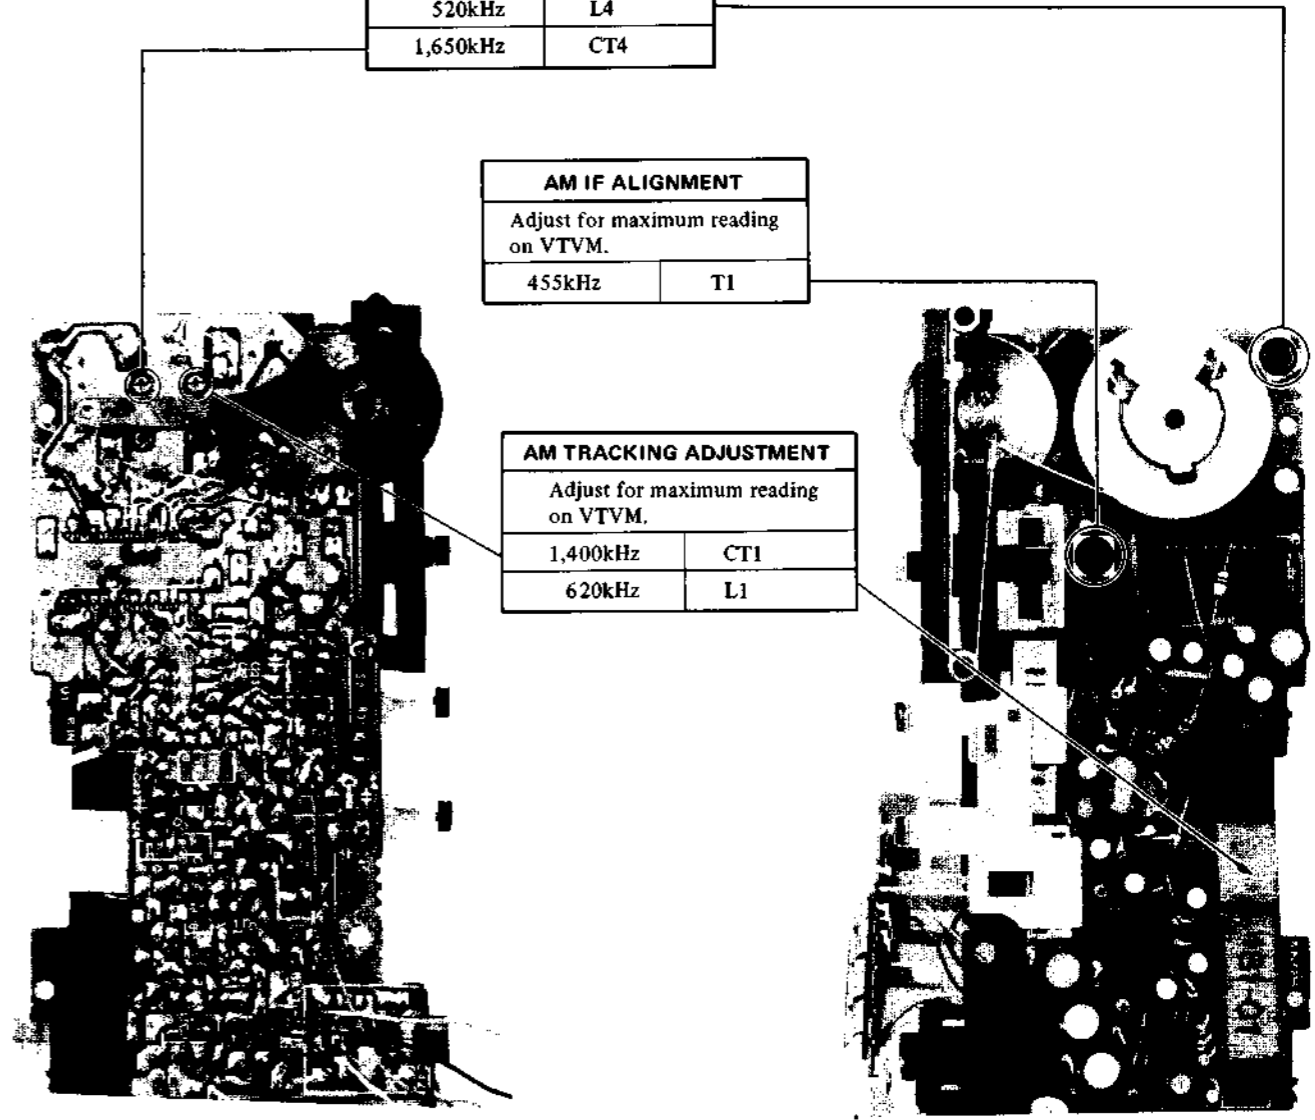 520kHz L4
1,650kHz CT4
AM IF ALIGNMENT
Adjust for maximum reading
on VTVM.
455kHz T1
AM TRACKING ADJUSTMENT
Adjust for maximum reading
on VTVM.
1,400kHz CT1
620kHz L1